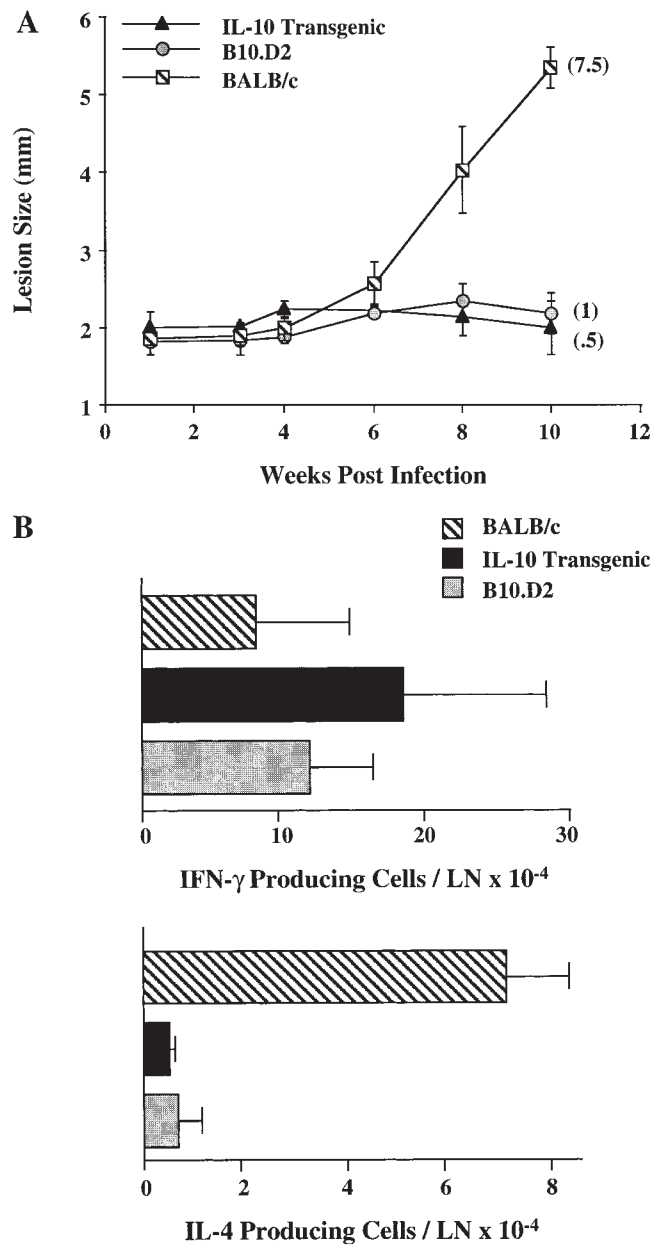 A
IL-10 Transgenic
B10.D2
BALB/c
Lesion Size (mm)
6
5
4
3
2
1
(7.5)
(1)
(.5)
0 2 4 6 8 10 12
Weeks Post Infection
B
BALB/c
IL-10 Transgenic
B10.D2
0 10 20 30
IFN-γ Producing Cells / LN x 10-4
0 2 4 6 8
IL-4 Producing Cells / LN x 10-4